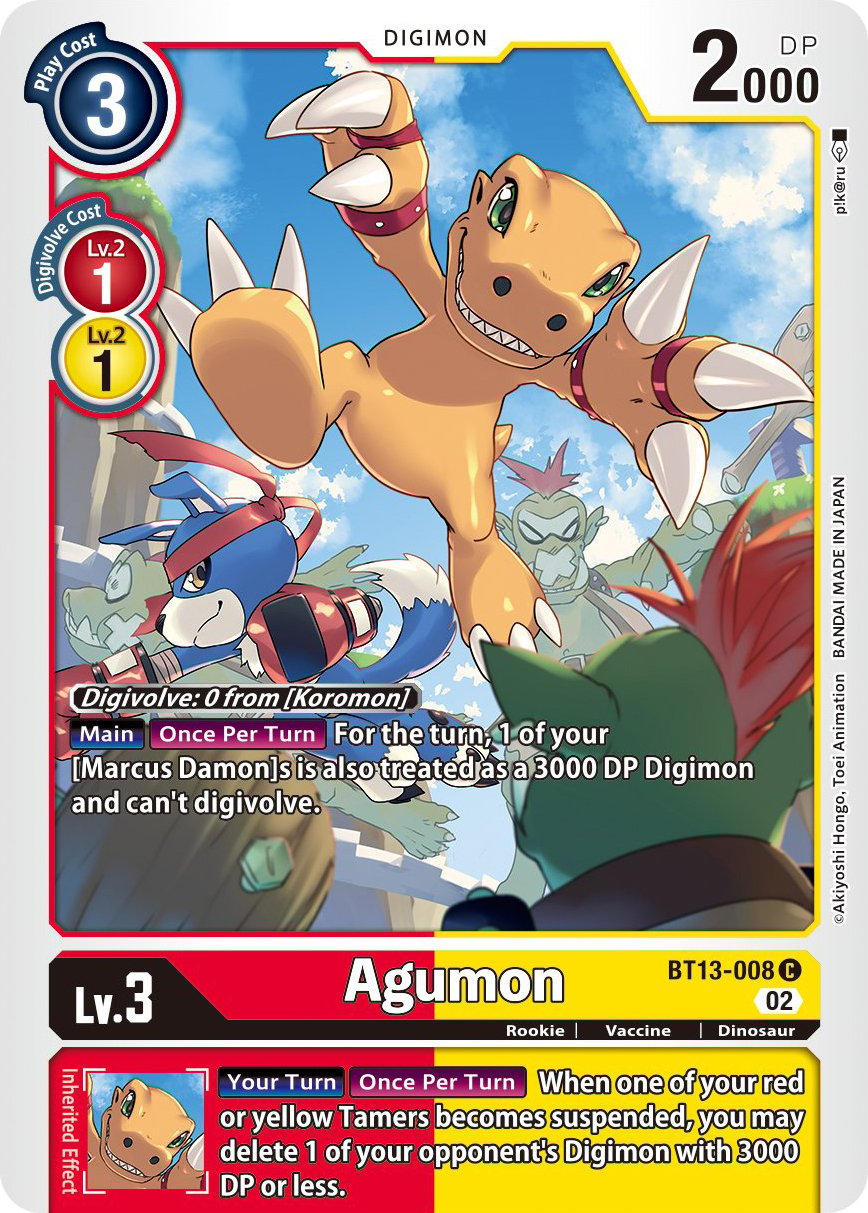 DIGIMON
Play Cost
3
DP
2000
Digivolve Cost
Lv.2
1
Lv.2
1
p!k@ru
©Akiyoshi Hongo, Toei Animation BANDAI MADE IN JAPAN
Digivolve: 0 from [Koromon]
Main Once Per Turn For the turn, 1 of your
[Marcus Damon]s is also treated as a 3000 DP Digimon
and can't digivolve.
Lv.3
Agumon
BT13-008 C
02
Rookie | Vaccine | Dinosaur
Inherited Effect
Your Turn Once Per Turn When one of your red
or yellow Tamers becomes suspended, you may
delete 1 of your opponent's Digimon with 3000
DP or less.